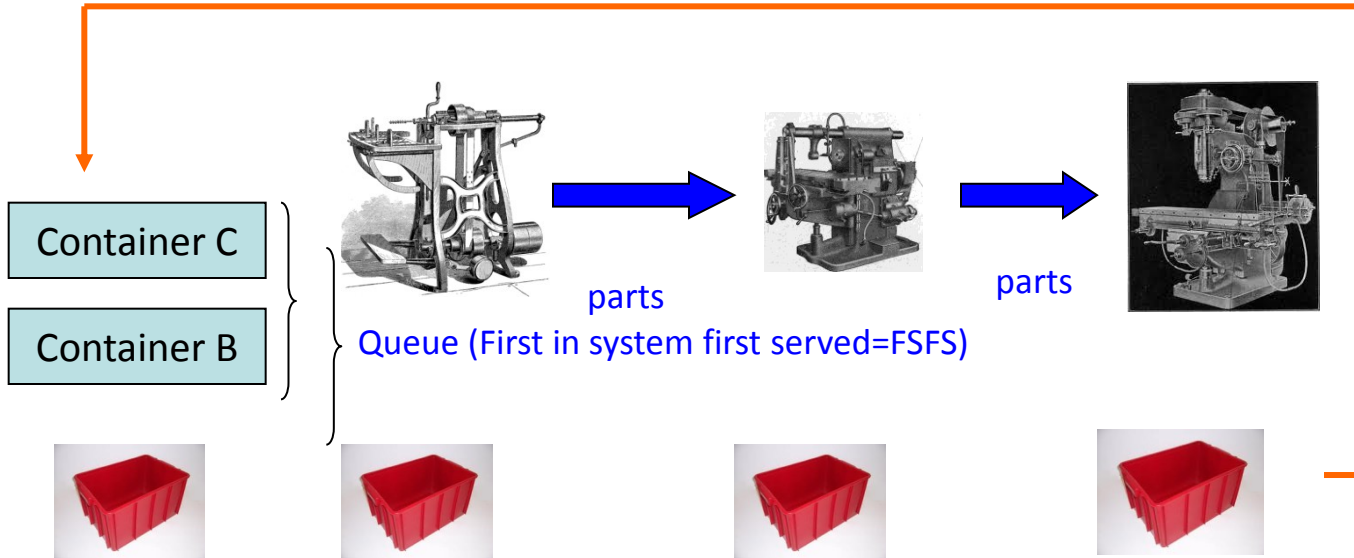 Container C
Container B
parts
parts
Queue (First in system first served=FSFS)